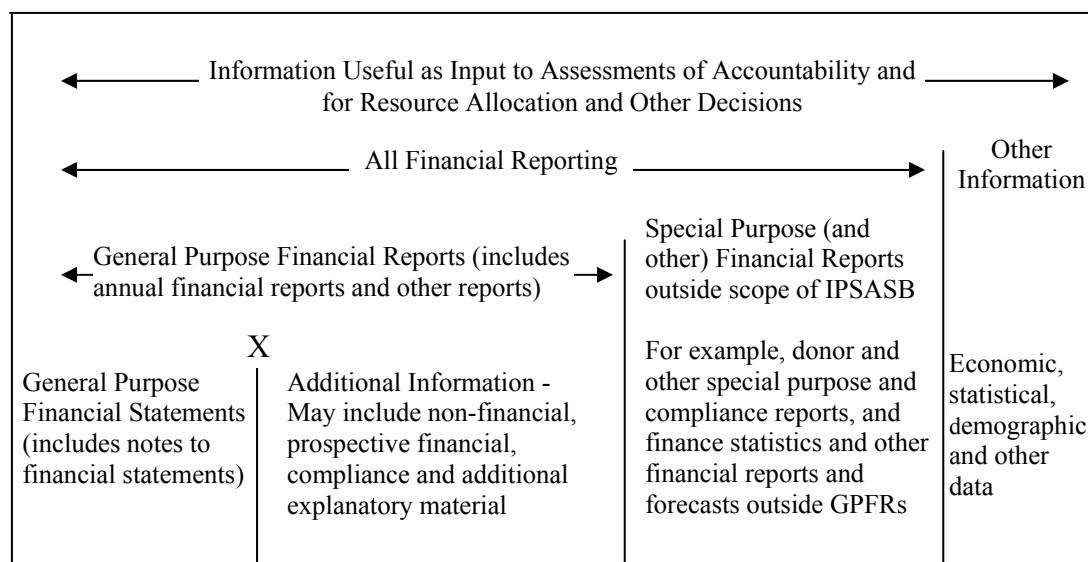 Information Useful as Input to Assessments of Accountability and
for Resource Allocation and Other Decisions
All Financial Reporting
Other
Information
General Purpose Financial Reports (includes
annual financial reports and other reports)
Special Purpose (and
other) Financial Reports
outside scope of IPSASB
X
General Purpose
Financial Statements
(includes notes to
financial statements)
Additional Information -
May include non-financial,
prospective financial,
compliance and additional
explanatory material
For example, donor and
other special purpose and
compliance reports, and
finance statistics and other
financial reports and
forecasts outside GPFRs
Economic,
statistical,
demographic
and other
data